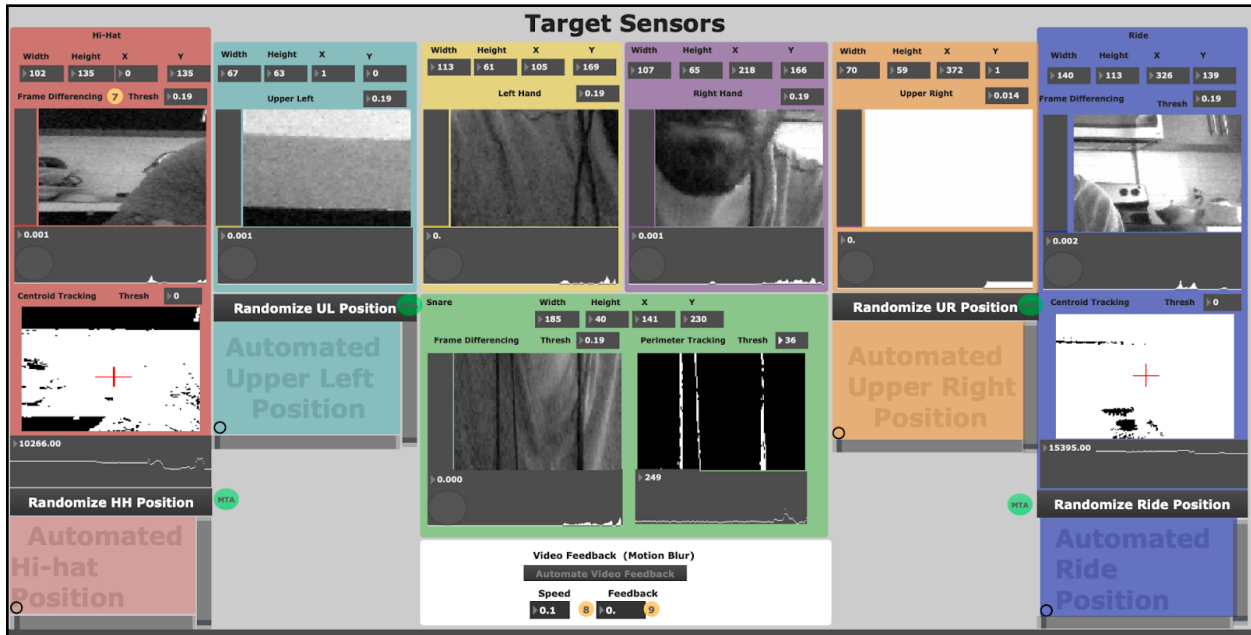 Target Sensors
Hi-Hat
Width Height X Y
102 135 0 135
Frame Differencing 7 Thresh 0.19
0.001
Centroid Tracking Thresh 0
10266.00
Randomize HH Position
MTA
Automated
Hi-hat
Position
Width Height X Y
67 63 1 0
Upper Left 0.19
0.001
Randomize UL Position
Automated
Upper Left
Position
Width Height X Y
113 61 105 169
Left Hand 0.19
0.
Width Height X Y
107 65 218 166
Right Hand 0.19
0.001
Snare Width Height X Y
185 40 141 230
Frame Differencing Thresh 0.19 Perimeter Tracking Thresh 36
0.000
249
Video Feedback (Motion Blur)
Automate Video Feedback
Speed Feedback
0.1 8 0. 9
Width Height X Y
70 59 372 1
Upper Right 0.014
0.
Randomize UR Position
Automated
Upper Right
Position
Ride
Width Height X Y
140 113 326 139
Frame Differencing Thresh 0.19
0.002
Centroid Tracking Thresh 0
15395.00
MTA
Randomize Ride Position
Automated
Ride
Position